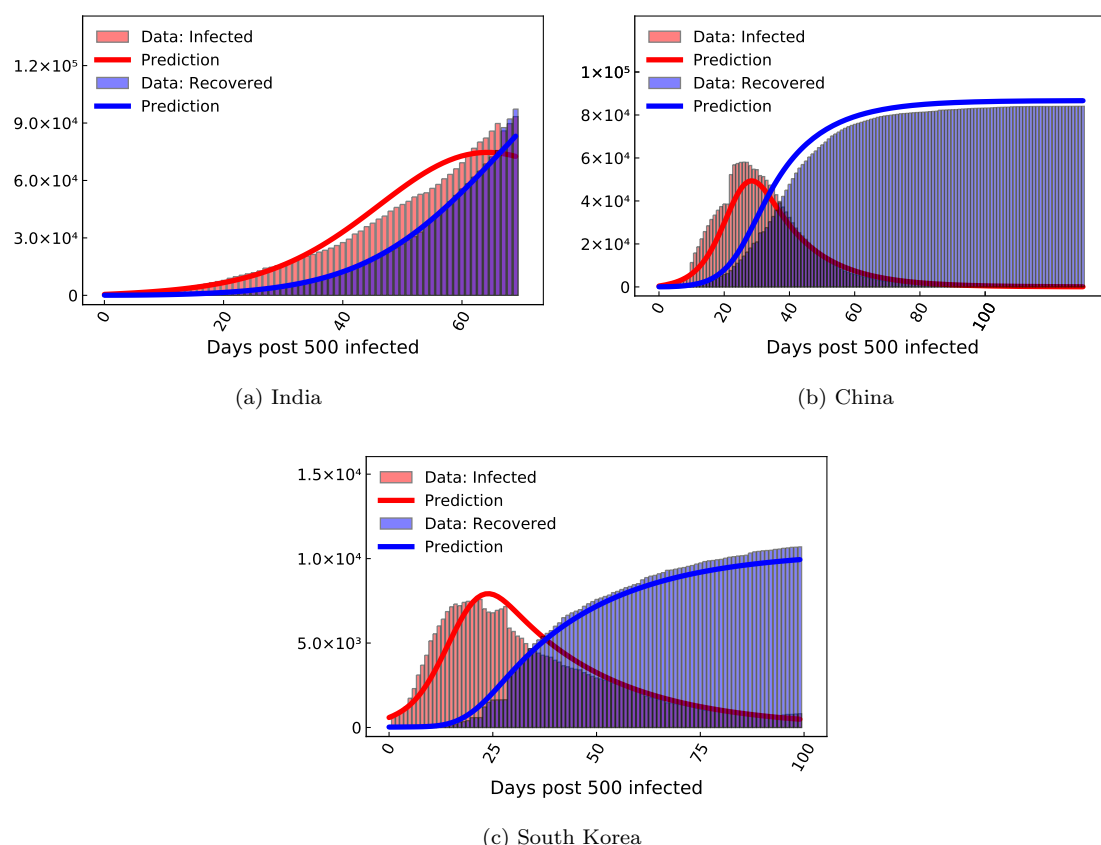 Data: Infected
Prediction
Data: Recovered
Prediction
1.2×10⁵
9.0×10⁴
6.0×10⁴
3.0×10⁴
0
0 20 40 60
Days post 500 infected
(a) India
Data: Infected
Prediction
Data: Recovered
Prediction
1×10⁵
8×10⁴
6×10⁴
4×10⁴
2×10⁴
0
0 20 40 60 80 100
Days post 500 infected
(b) China
Data: Infected
Prediction
Data: Recovered
Prediction
1.5×10⁴
1.0×10⁴
5.0×10³
0
0 25 50 75 100
Days post 500 infected
(c) South Korea